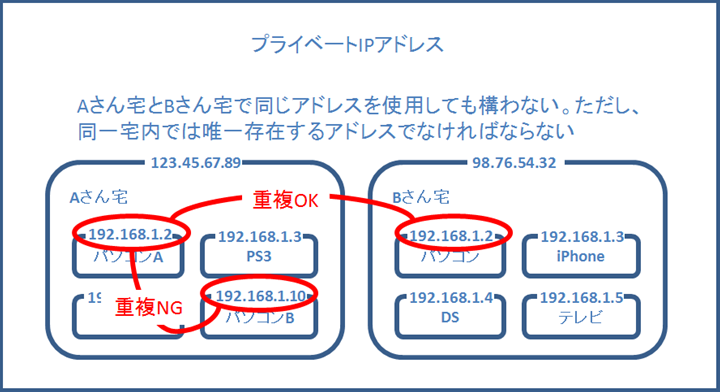 プライベートIPアドレス
Aさん宅とBさん宅で同じアドレスを使用しても構わない。ただし、
同一宅内では唯一存在するアドレスでなければならない
123.45.67.89
Aさん宅
重複OK
192.168.1.2
パソコンA
192.168.1.3
PS3
19
重複NG
192.168.1.10
パソコンB
98.76.54.32
Bさん宅
192.168.1.2
パソコン
192.168.1.3
iPhone
192.168.1.4
DS
192.168.1.5
テレビ